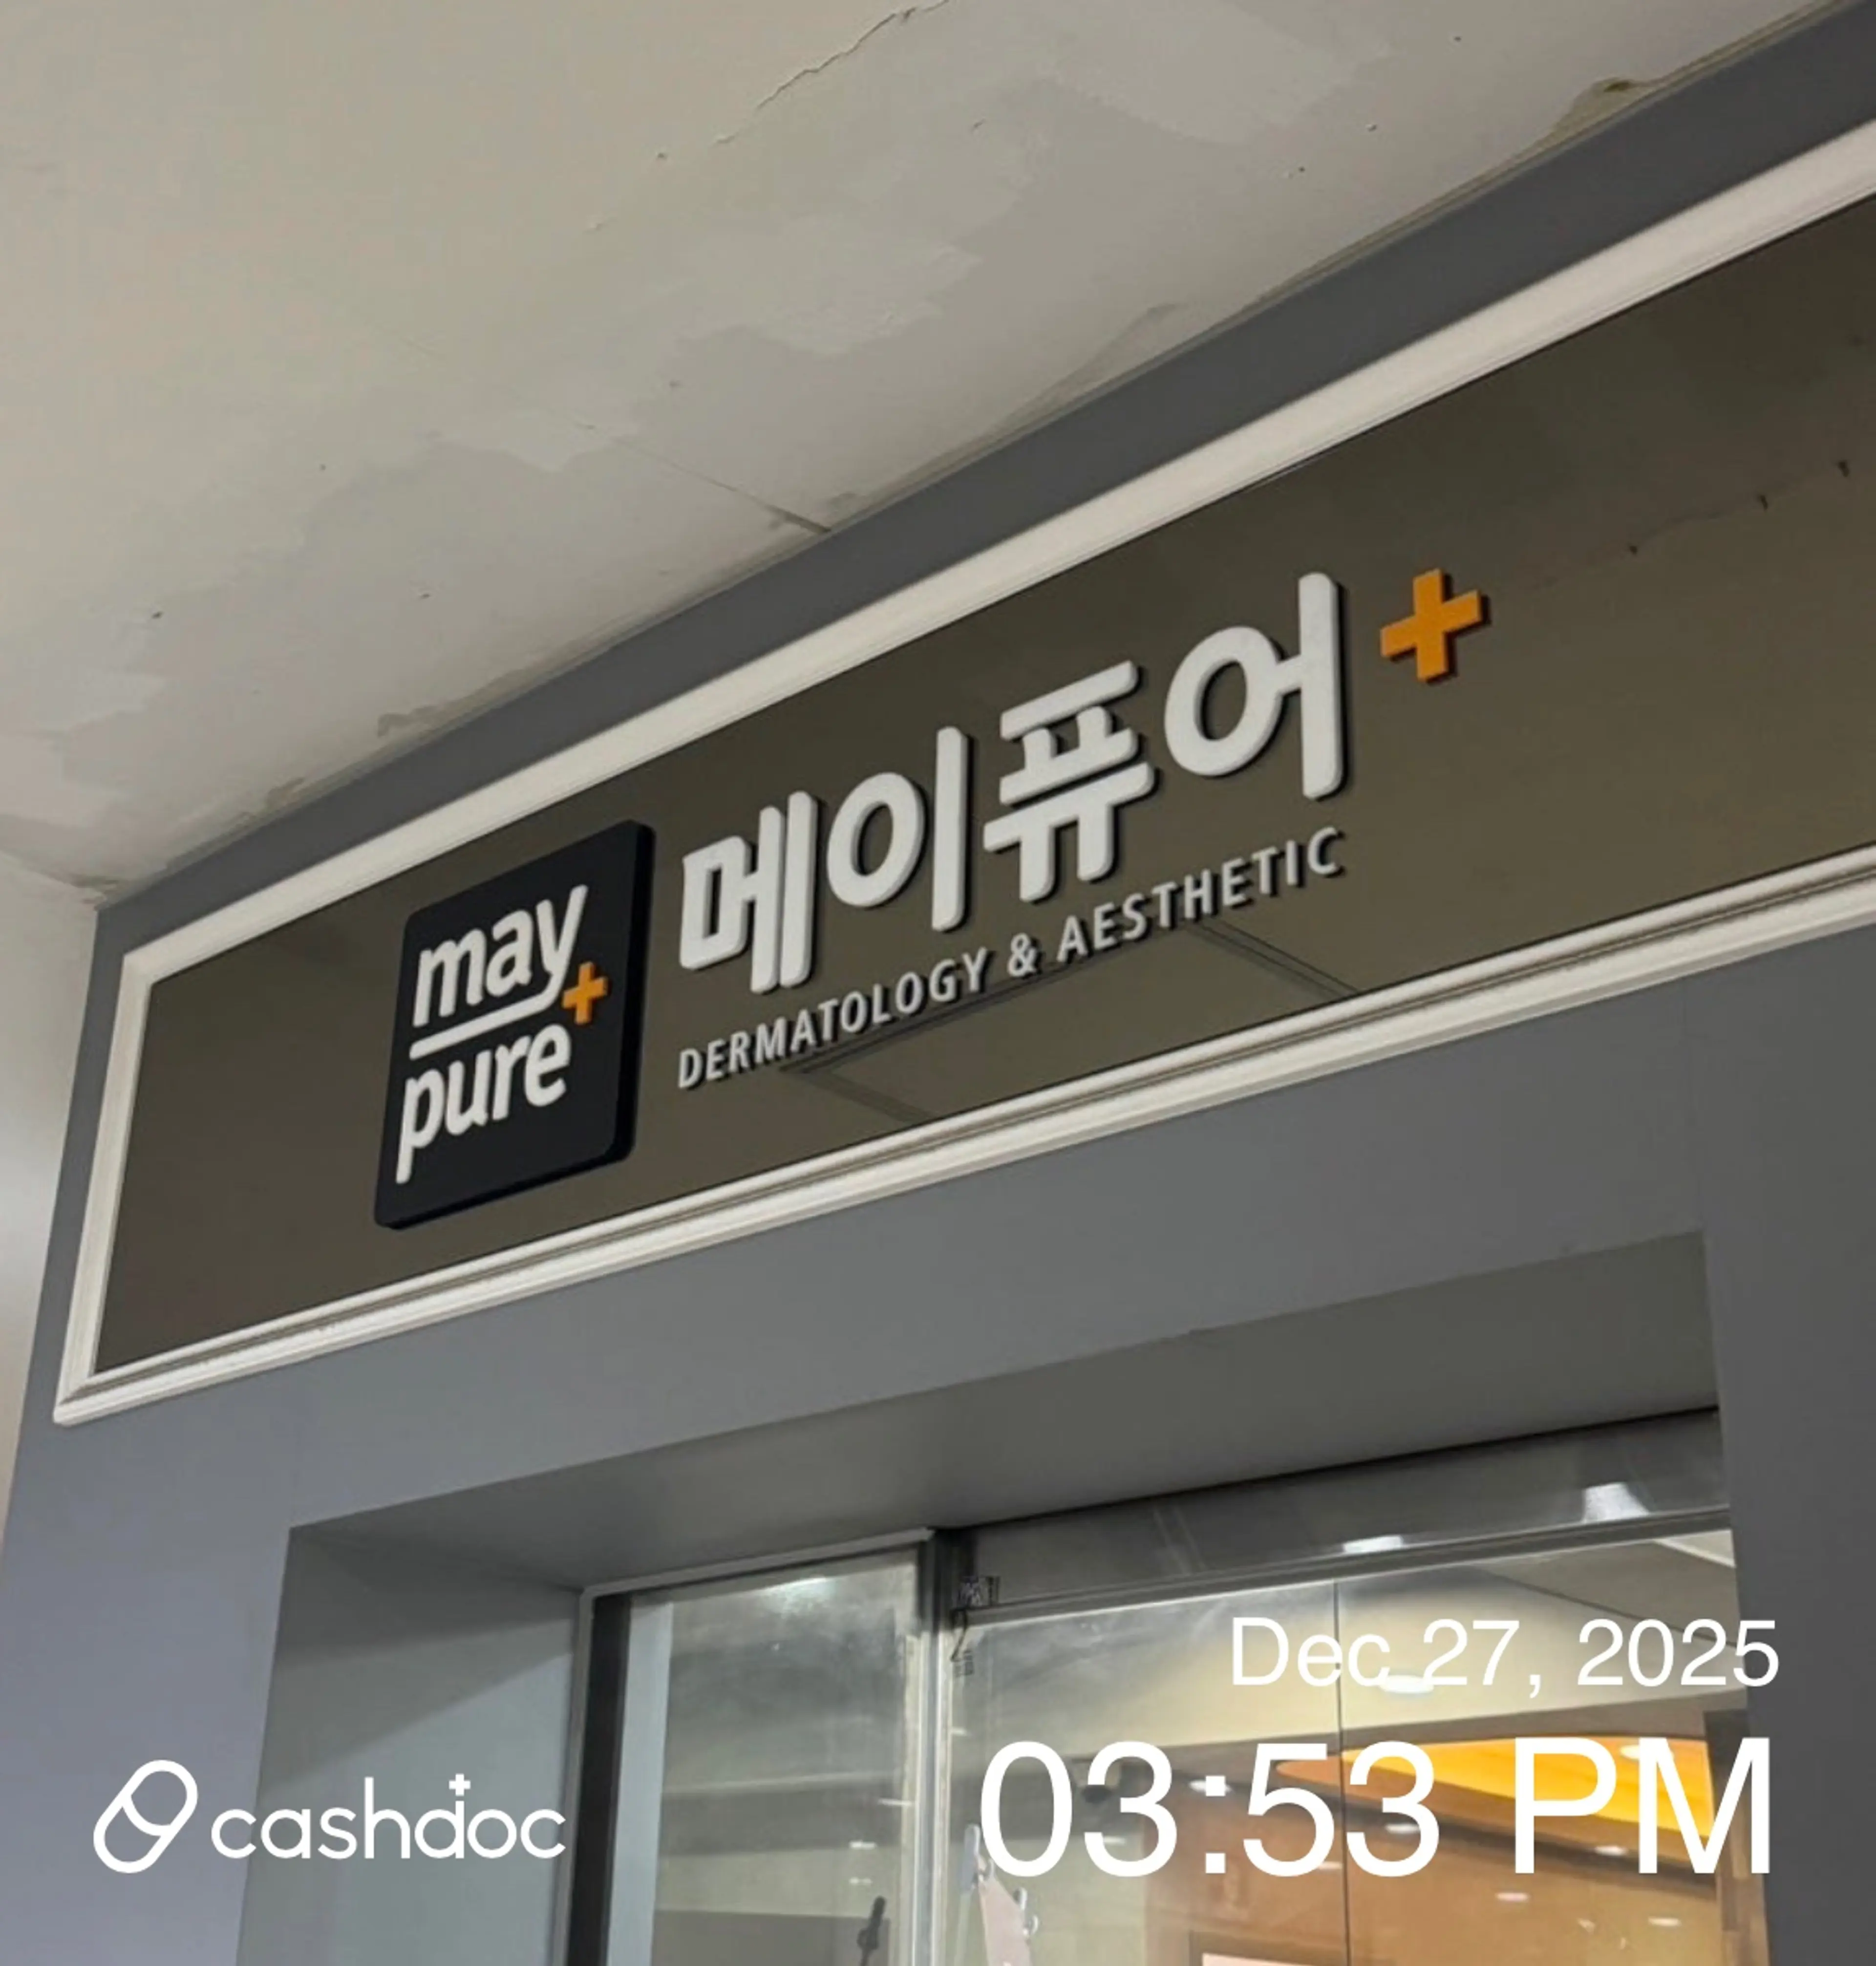 메이퓨어+
DERMATOLOGY & AESTHETIC
may+
pure
Dec 27, 2025
03:53 PM
cashdoc